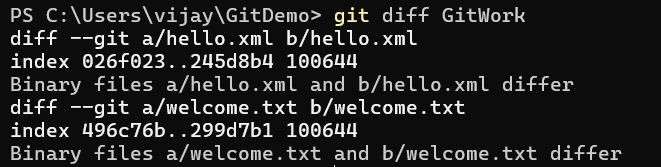 PS C:\Users\vijay\GitDemo> git diff GitWork
diff --git a/hello.xml b/hello.xml
index 026f023..245d8b4 100644
Binary files a/hello.xml and b/hello.xml differ
diff --git a/welcome.txt b/welcome.txt
index 496c76b..299d7b1 100644
Binary files a/welcome.txt and b/welcome.txt differ